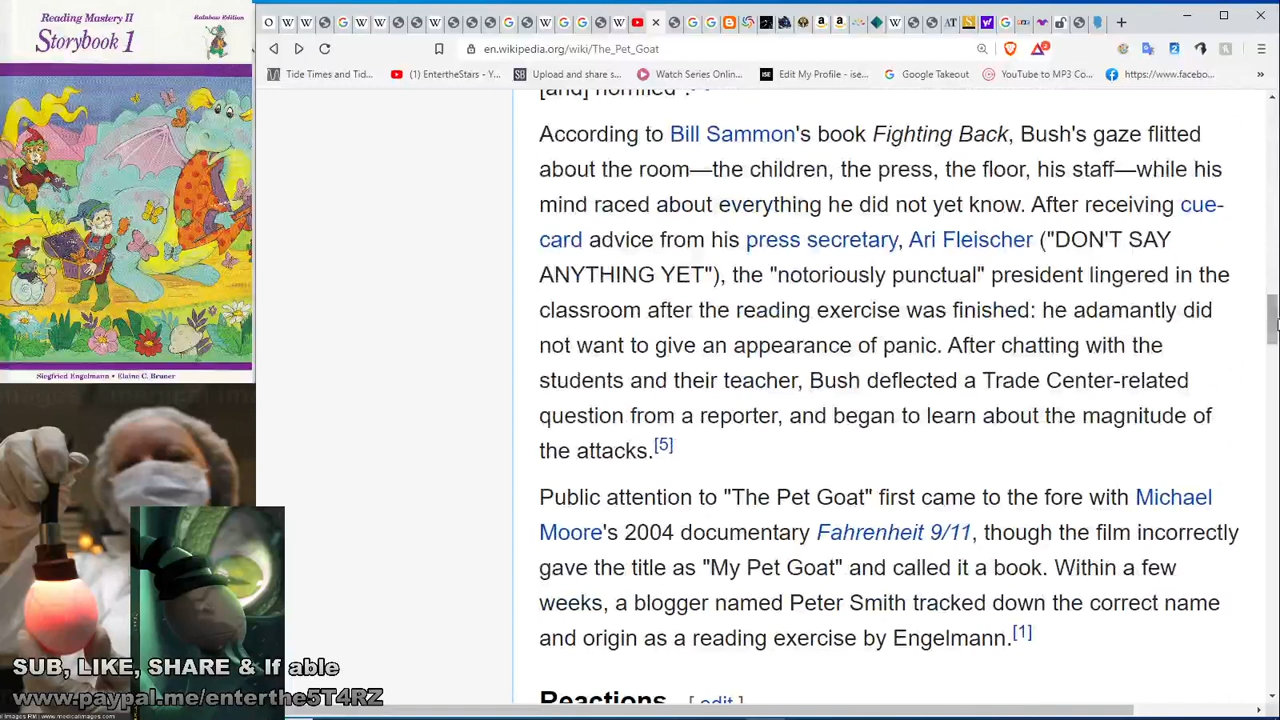 Reading Mastery II
Rainbow Edition
Storybook 1
Siegfried Engelmann • Elaine C. Bruner
SUB, LIKE, SHARE & If able
www.paypal.me/enterthe5T4RZ
www.medicalimages.com
en.wikipedia.org/wiki/The_Pet_Goat
Tide Times and Tid...
(1) EntertheStars - Y...
Upload and share s...
Watch Series Online...
Edit My Profile - ise...
Google Takeout
YouTube to MP3 Co...
https://www.facebo...
[and] horrified".
According to Bill Sammon's book Fighting Back, Bush's gaze flitted
about the room—the children, the press, the floor, his staff—while his
mind raced about everything he did not yet know. After receiving cue-
card advice from his press secretary, Ari Fleischer ("DON'T SAY
ANYTHING YET"), the "notoriously punctual" president lingered in the
classroom after the reading exercise was finished: he adamantly did
not want to give an appearance of panic. After chatting with the
students and their teacher, Bush deflected a Trade Center-related
question from a reporter, and began to learn about the magnitude of
the attacks.[5]
Public attention to "The Pet Goat" first came to the fore with Michael
Moore's 2004 documentary Fahrenheit 9/11, though the film incorrectly
gave the title as "My Pet Goat" and called it a book. Within a few
weeks, a blogger named Peter Smith tracked down the correct name
and origin as a reading exercise by Engelmann.[1]
Reactions [ edit ]